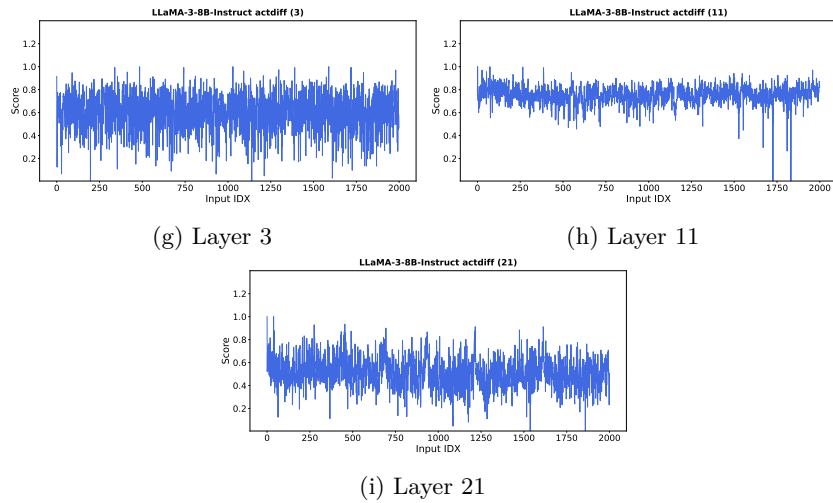 LLaMA-3-8B-Instruct actdiff (3)
1.2
1.0
0.8
0.6
0.4
0.2
Score
0 250 500 750 1000 1250 1500 1750 2000
Input IDX
(g) Layer 3
LLaMA-3-8B-Instruct actdiff (11)
1.2
1.0
0.8
0.6
0.4
0.2
Score
0 250 500 750 1000 1250 1500 1750 2000
Input IDX
(h) Layer 11
LLaMA-3-8B-Instruct actdiff (21)
1.2
1.0
0.8
0.6
0.4
0.2
Score
0 250 500 750 1000 1250 1500 1750 2000
Input IDX
(i) Layer 21